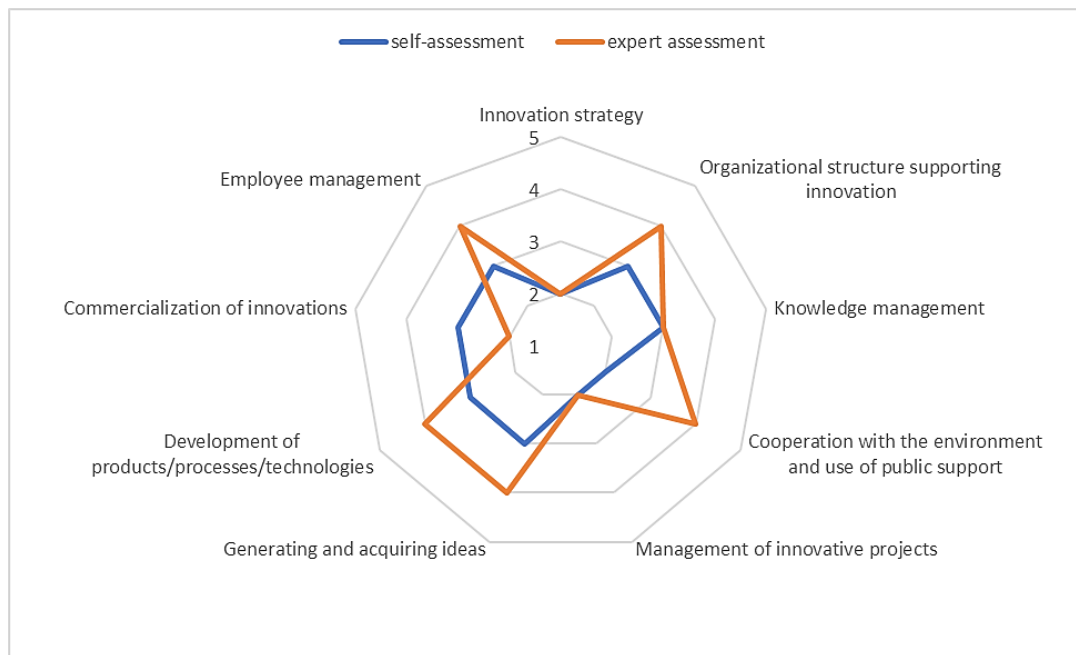 self-assessment
expert assessment
Innovation strategy
5
Organizational structure supporting
innovation
Employee management
4
3
Commercialization of innovations
2
Knowledge management
1
Development of
products/processes/technologies
Cooperation with the environment
and use of public support
Generating and acquiring ideas
Management of innovative projects